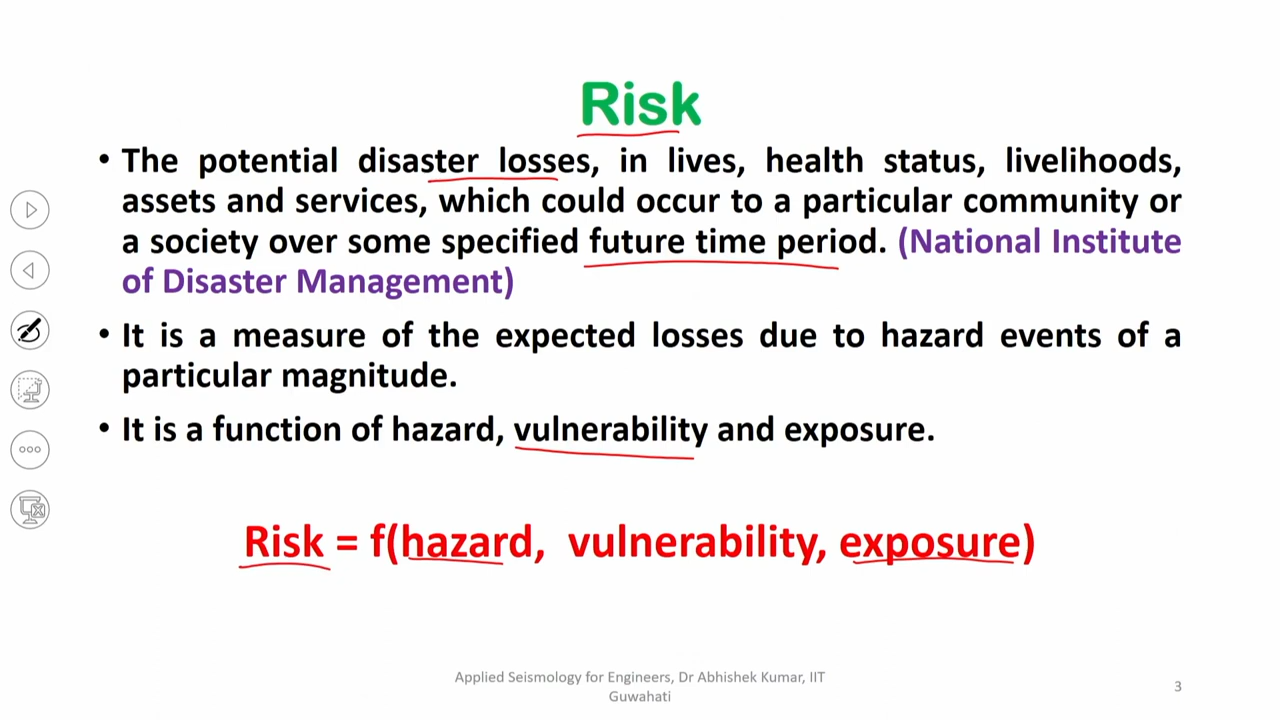 Risk
• The potential disaster losses, in lives, health status, livelihoods,
assets and services, which could occur to a particular community or
a society over some specified future time period. (National Institute
of Disaster Management)
• It is a measure of the expected losses due to hazard events of a
particular magnitude.
• It is a function of hazard, vulnerability and exposure.
Risk = f(hazard, vulnerability, exposure)
Applied Seismology for Engineers, Dr Abhishek Kumar, IIT
Guwahati
3